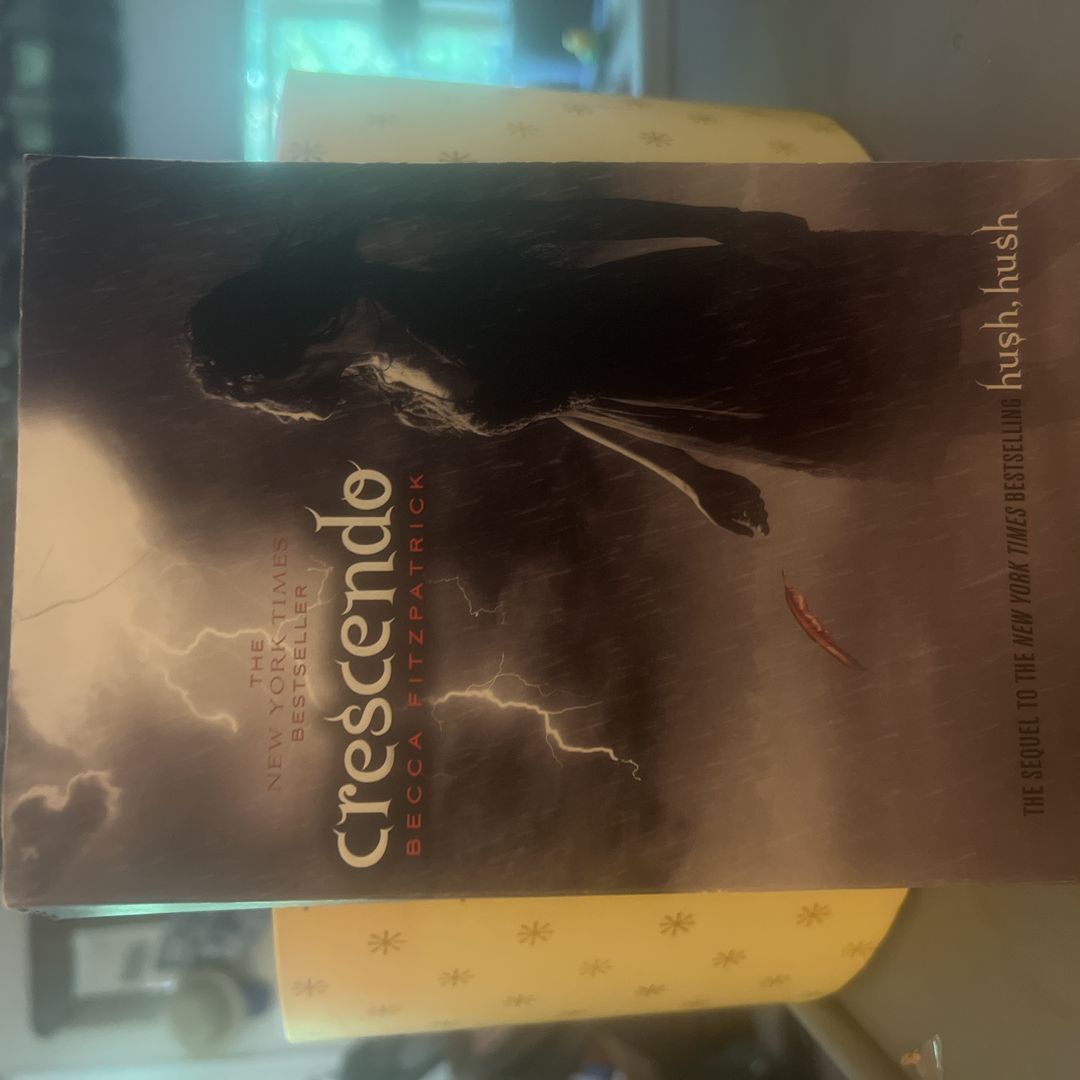 THE
NEW YORK TIMES
BESTSELLER
crescendo
BECCA FITZPATRICK
THE SEQUEL TO THE NEW YORK TIMES BESTSELLING hush, hush